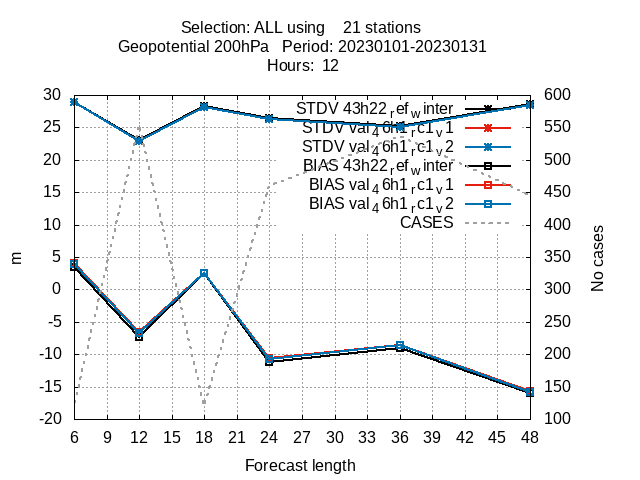 Selection: ALL using 21 stations
Geopotential 200hPa Period: 20230101-20230131
Hours: 12
30 600
STDV 43h22_ref_winter
25 550
STDV val_46h1_rc1_v1
STDV val_46h1_rc1_v2
20 500
BIAS 43h22_ref_winter
15 450
BIAS val_46h1_rc1_v1
BIAS val_46h1_rc1_v2
10 400
CASES
5 350
m
No cases
0 300
-5 250
-10 200
-15 150
-20 100
6 9 12 15 18 21 24 27 30 33 36 39 42 45 48
Forecast length